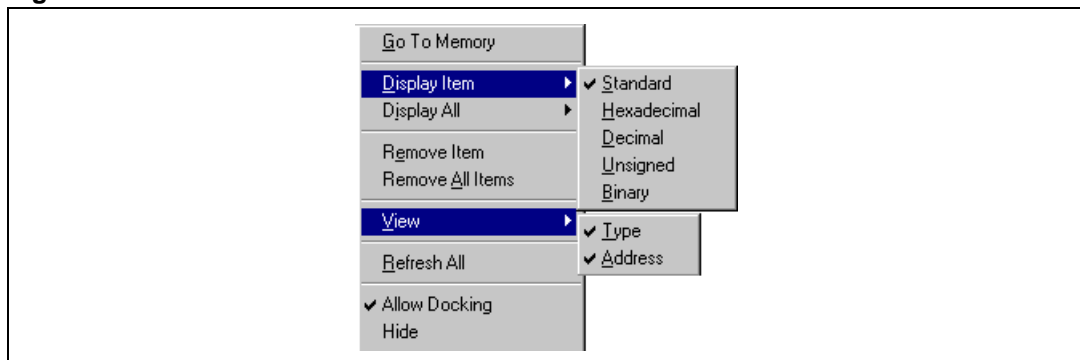 Go To Memory
Display Item
Display All
Remove Item
Remove All Items
View
Refresh All
Allow Docking
Hide
Standard
Hexadecimal
Decimal
Unsigned
Binary
Type
Address